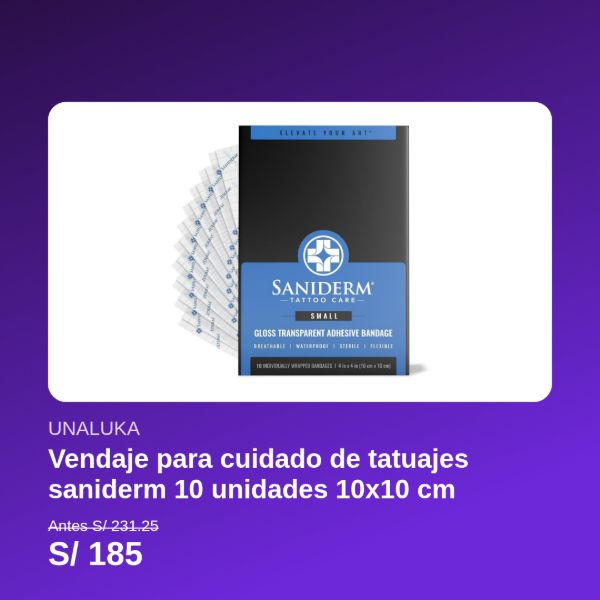 ELEVATE YOUR ART®
SANIDERM®
TATTOO CARE
SMALL
GLOSS TRANSPARENT ADHESIVE BANDAGE
BREATHABLE | WATERPROOF | STERILE | FLEXIBLE
10 INDIVIDUALLY WRAPPED BANDAGES | 4 in x 4 in (10 cm x 10 cm)
UNALUKA
Vendaje para cuidado de tatuajes
saniderm 10 unidades 10x10 cm
Antes S/ 231.25
S/ 185